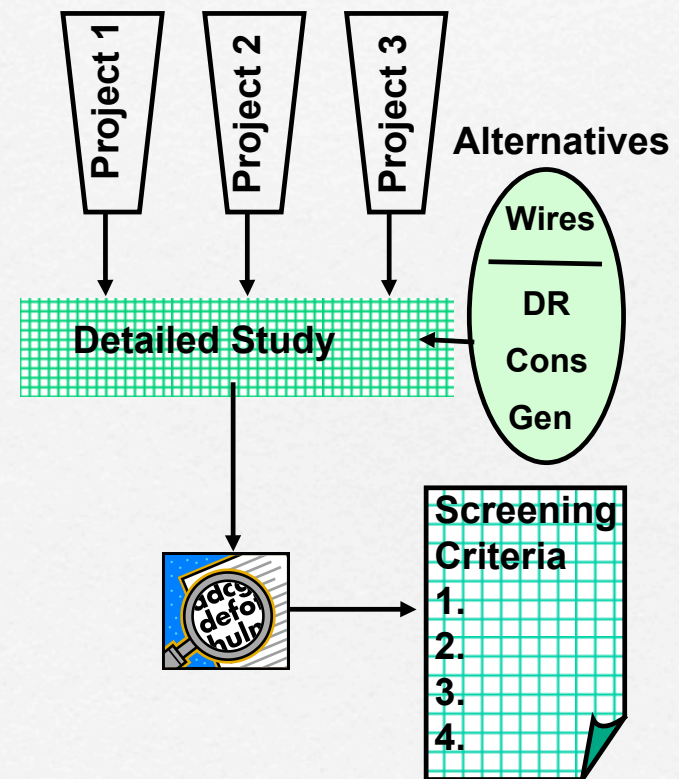 Project 1
Project 2
Project 3
Alternatives
Wires
DR
Cons
Gen
Detailed Study
defo
Screening
Criteria
1.
2.
3.
4.